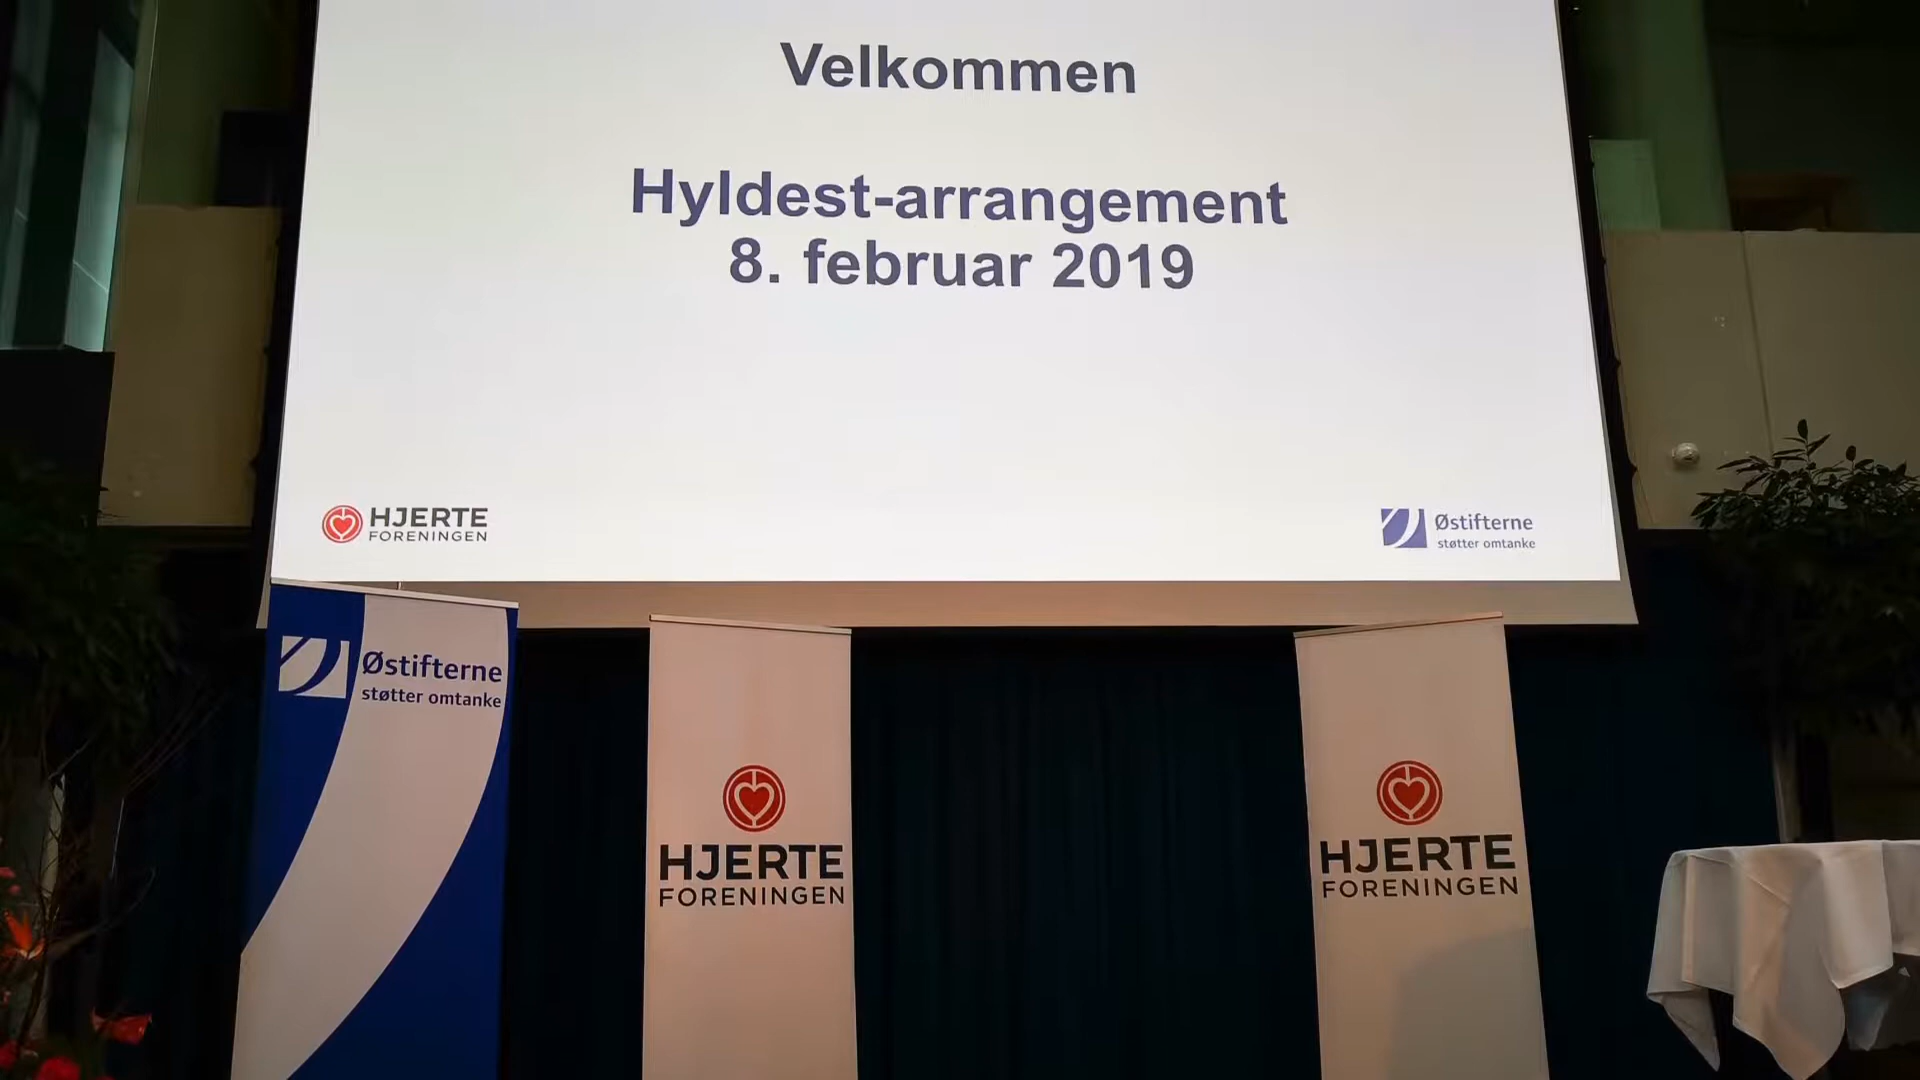 Velkommen
Hyldest-arrangement
8. februar 2019
HJERTE
FORENINGEN
Østifterne
støtter omtanke
Østifterne
støtter omtanke
HJERTE
FORENINGEN
HJERTE
FORENINGEN